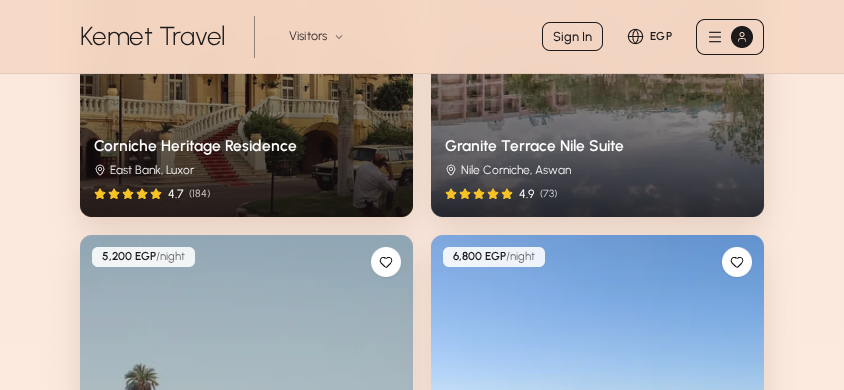 Kemet Travel
Visitors
Sign In
EGP
Corniche Heritage Residence
East Bank, Luxor
4.7 (184)
Granite Terrace Nile Suite
Nile Corniche, Aswan
4.9 (73)
5,200 EGP/night
6,800 EGP/night